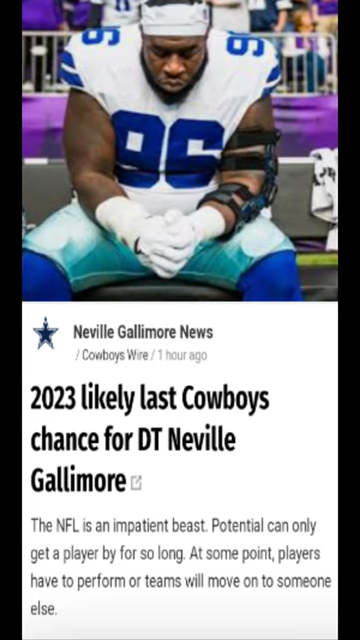 96
96
Neville Gallimore News
/ Cowboys Wire / 1 hour ago
2023 likely last Cowboys
chance for DT Neville
Gallimore
The NFL is an impatient beast. Potential can only
get a player by for so long. At some point, players
have to perform or teams will move on to someone
else.